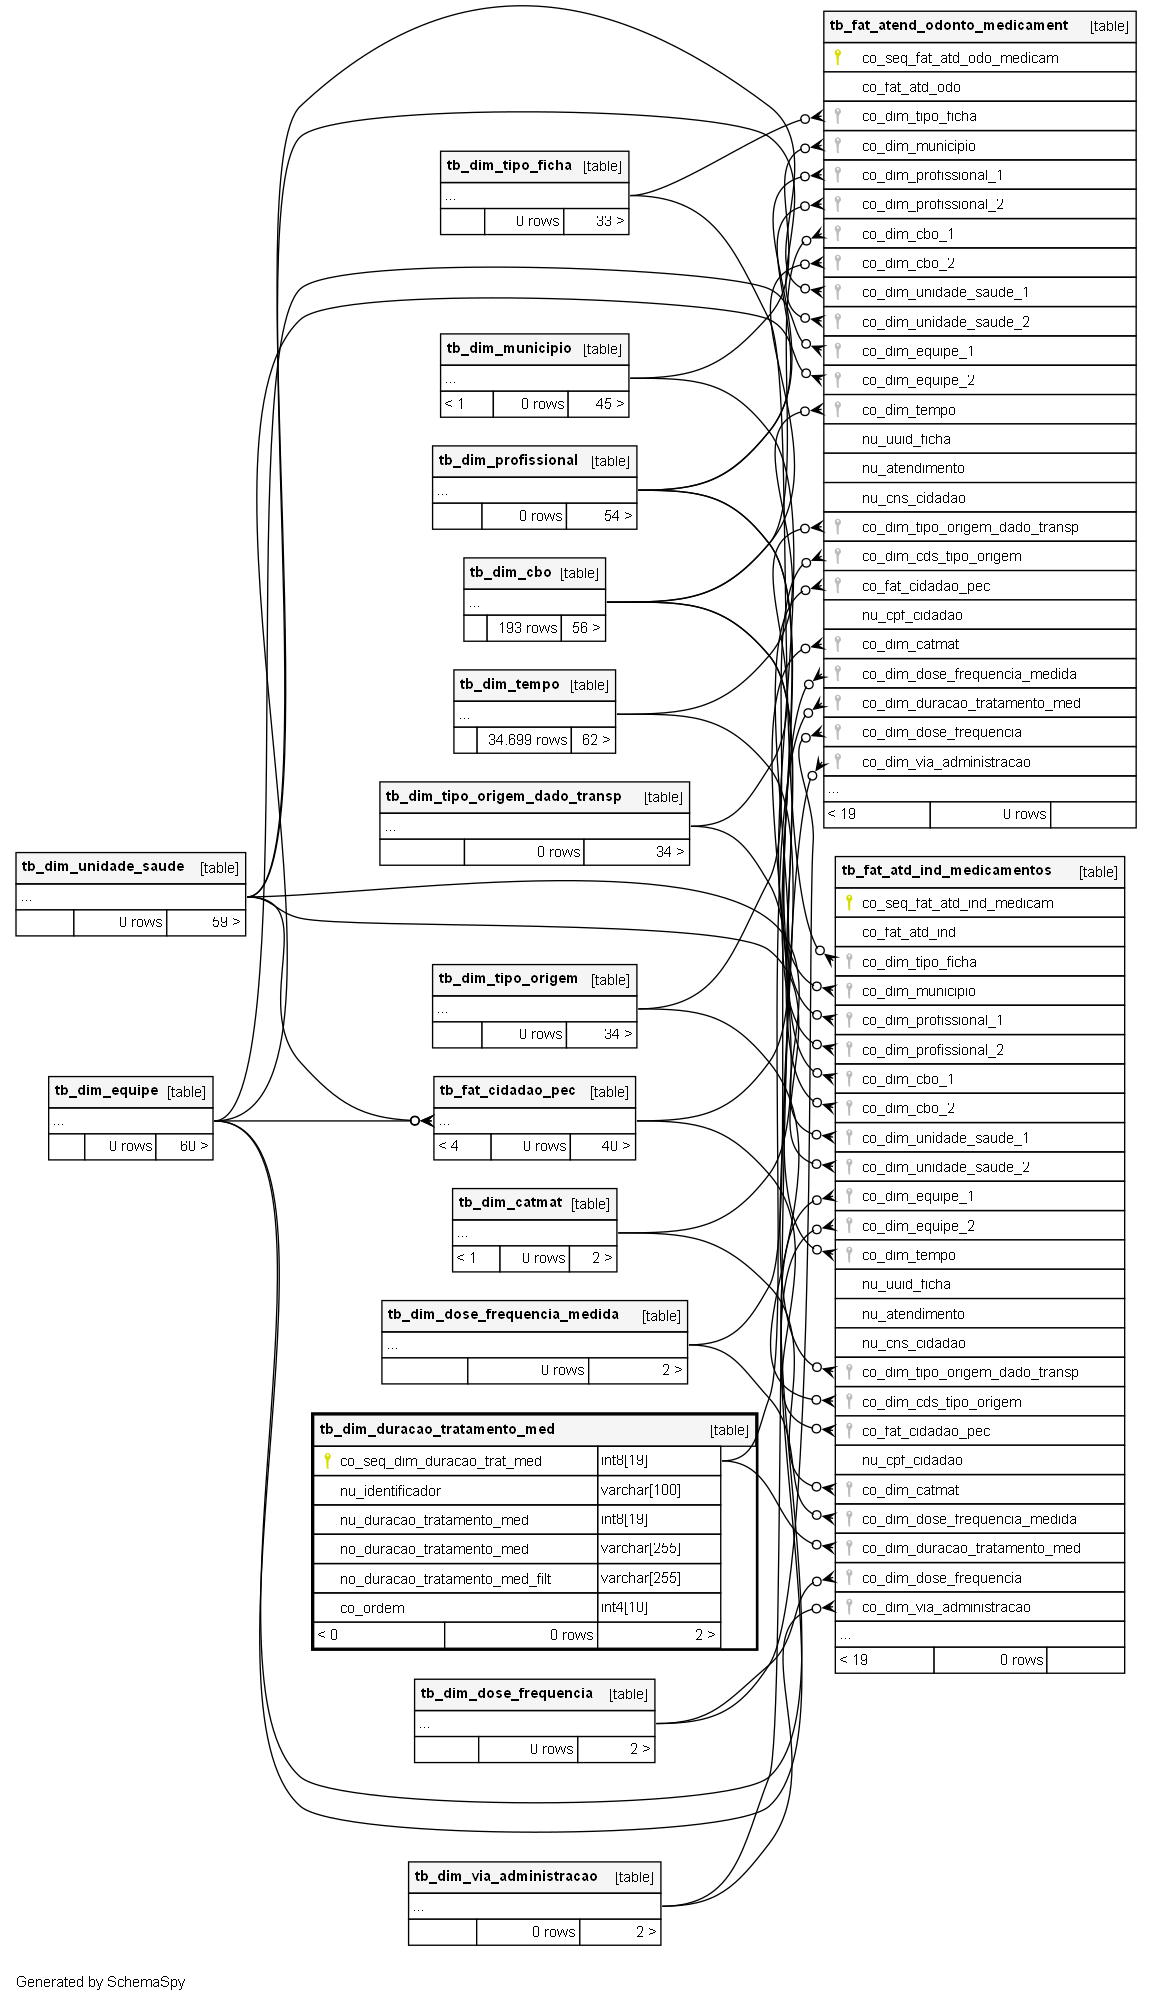 tb_fat_atend_odonto_medicament [table]
co_seq_fat_atd_odo_medicam
co_fat_atd_odo
co_dim_tipo_ficha
co_dim_municipio
co_dim_profissional_1
co_dim_profissional_2
co_dim_cbo_1
co_dim_cbo_2
co_dim_unidade_saude_1
co_dim_unidade_saude_2
co_dim_equipe_1
co_dim_equipe_2
co_dim_tempo
nu_uuid_ficha
nu_atendimento
nu_cns_cidadao
co_dim_tipo_origem_dado_transp
co_dim_cds_tipo_origem
co_fat_cidadao_pec
nu_cpf_cidadao
co_dim_catmat
co_dim_dose_frequencia_medida
co_dim_duracao_tratamento_med
co_dim_dose_frequencia
co_dim_via_administracao
...
< 19 0 rows
tb_dim_tipo_ficha [table]
...
0 rows 33 >
tb_dim_municipio [table]
...
< 1 0 rows 45 >
tb_dim_profissional [table]
...
0 rows 54 >
tb_dim_cbo [table]
...
193 rows 56 >
tb_dim_tempo [table]
...
34.699 rows 62 >
tb_dim_tipo_origem_dado_transp [table]
...
0 rows 34 >
tb_dim_unidade_saude [table]
...
0 rows 59 >
tb_fat_atd_ind_medicamentos [table]
co_seq_fat_atd_ind_medicam
co_fat_atd_ind
co_dim_tipo_ficha
co_dim_municipio
co_dim_profissional_1
co_dim_profissional_2
co_dim_cbo_1
co_dim_cbo_2
co_dim_unidade_saude_1
co_dim_unidade_saude_2
co_dim_equipe_1
co_dim_equipe_2
co_dim_tempo
nu_uuid_ficha
nu_atendimento
nu_cns_cidadao
co_dim_tipo_origem_dado_transp
co_dim_cds_tipo_origem
co_fat_cidadao_pec
nu_cpf_cidadao
co_dim_catmat
co_dim_dose_frequencia_medida
co_dim_duracao_tratamento_med
co_dim_dose_frequencia
co_dim_via_administracao
...
< 19 0 rows
tb_dim_tipo_origem [table]
...
0 rows 34 >
tb_dim_equipe [table]
...
0 rows 60 >
tb_fat_cidadao_pec [table]
...
< 4 0 rows 40 >
tb_dim_catmat [table]
...
< 1 0 rows 2 >
tb_dim_dose_frequencia_medida [table]
...
0 rows 2 >
tb_dim_duracao_tratamento_med [table]
co_seq_dim_duracao_trat_med int8[19]
nu_identificador varchar[100]
nu_duracao_tratamento_med int8[19]
no_duracao_tratamento_med varchar[255]
no_duracao_tratamento_med_filt varchar[255]
co_ordem int4[10]
< 0 0 rows 2 >
tb_dim_dose_frequencia [table]
...
0 rows 2 >
tb_dim_via_administracao [table]
...
0 rows 2 >
Generated by SchemaSpy